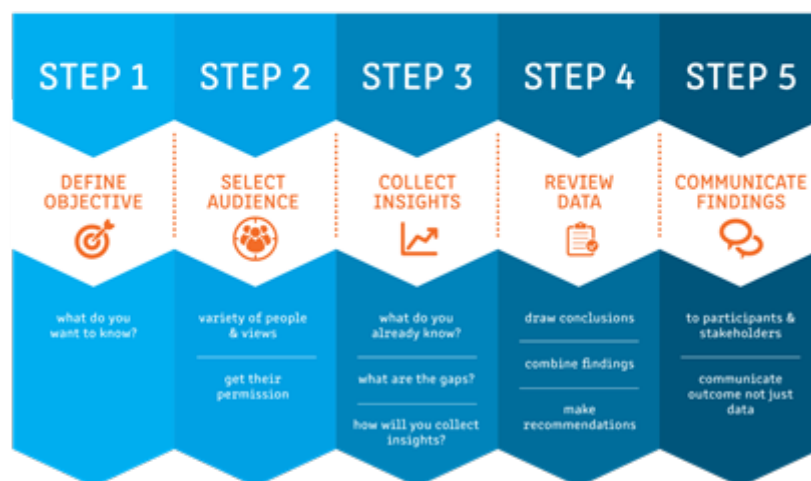 STEP 1
STEP 2
STEP 3
STEP 4
STEP 5
DEFINE
OBJECTIVE
SELECT
AUDIENCE
COLLECT
INSIGHTS
REVIEW
DATA
COMMUNICATE
FINDINGS
what do you
want to know?
variety of people
& views
get their
permission
what do you
already know?
what are the gaps?
how will you collect
insights?
draw conclusions
combine findings
make
recommendations
to participants &
stakeholders
communicate
outcome not just
data